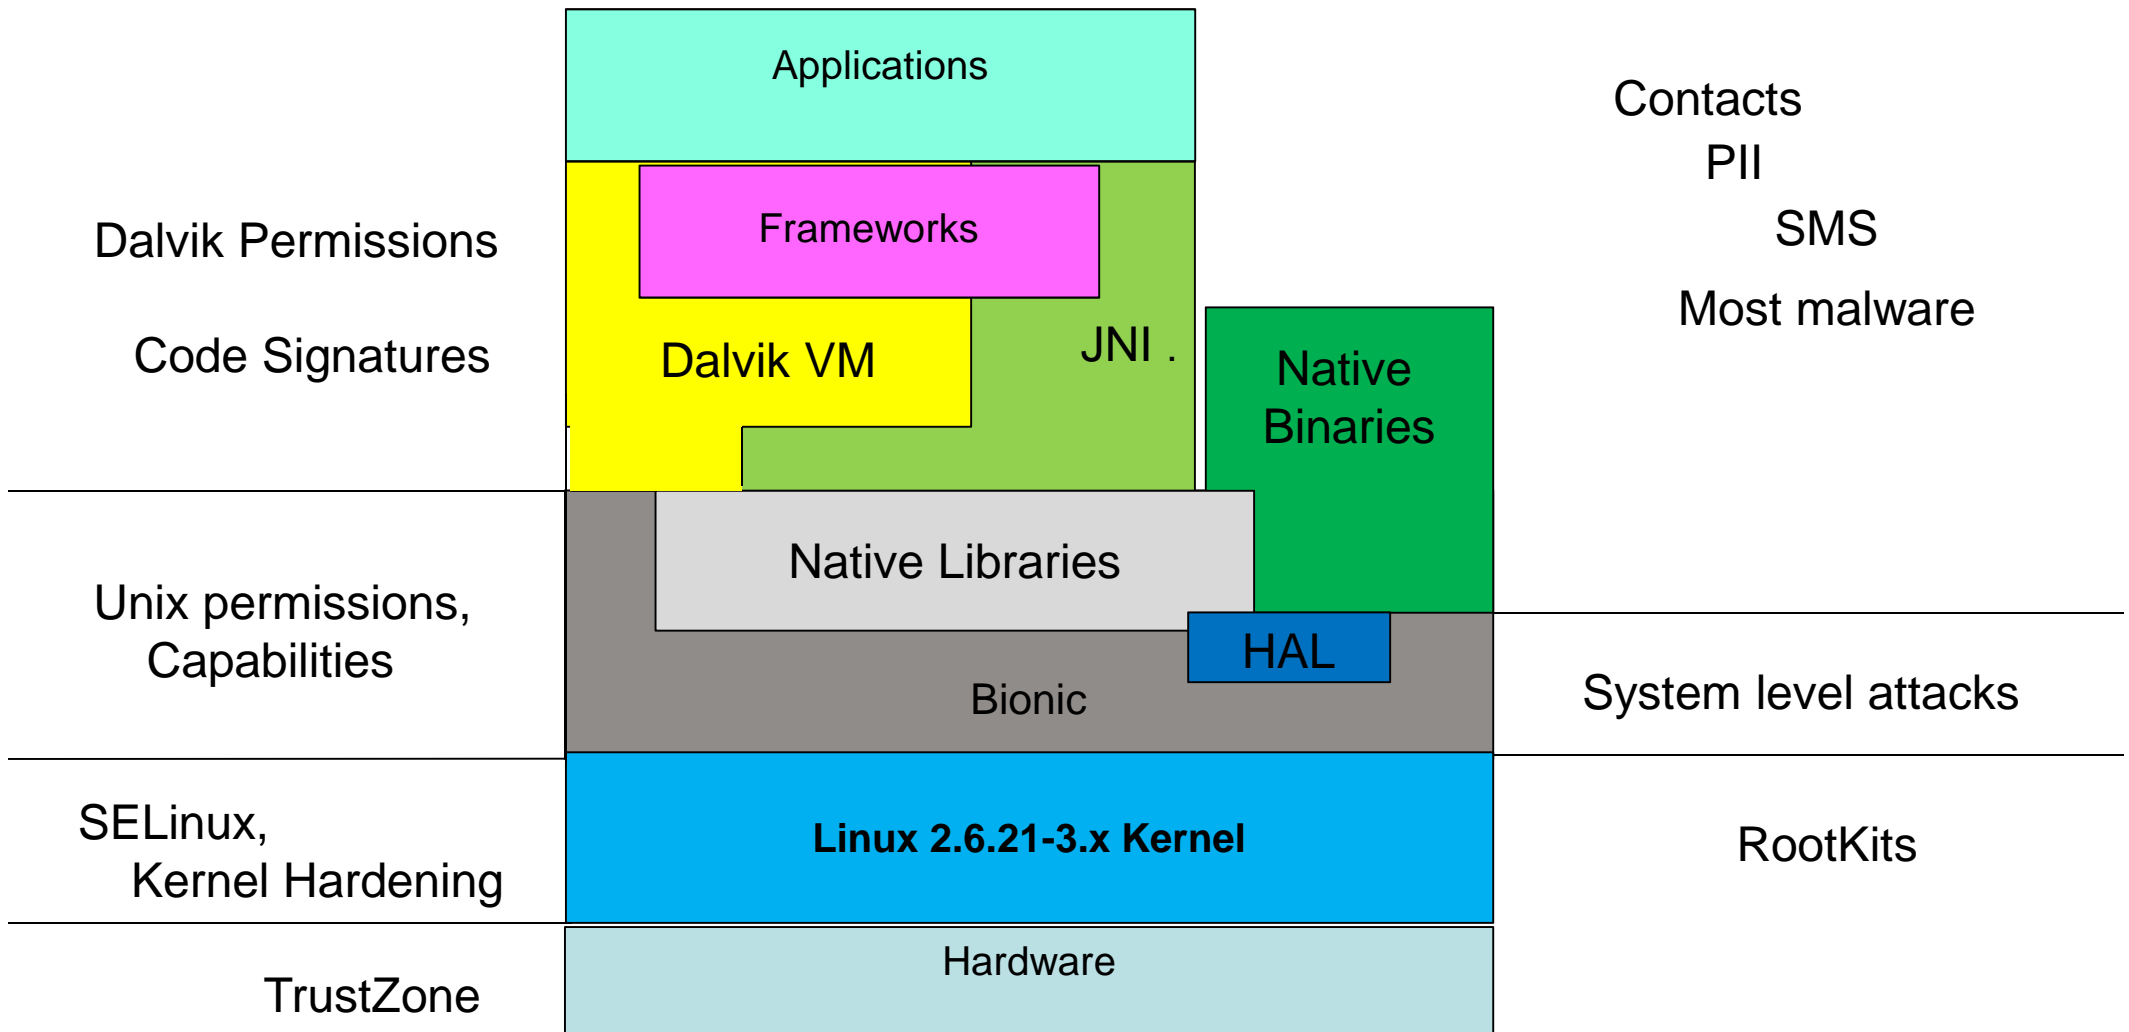 Applications
Contacts
PII
Frameworks
SMS
Dalvik Permissions
Most malware
Code Signatures
Dalvik VM
JNI .
Native
Binaries
Native Libraries
Unix permissions,
Capabilities
HAL
Bionic
System level attacks
SELinux,
Kernel Hardening
Linux 2.6.21-3.x Kernel
RootKits
Hardware
TrustZone